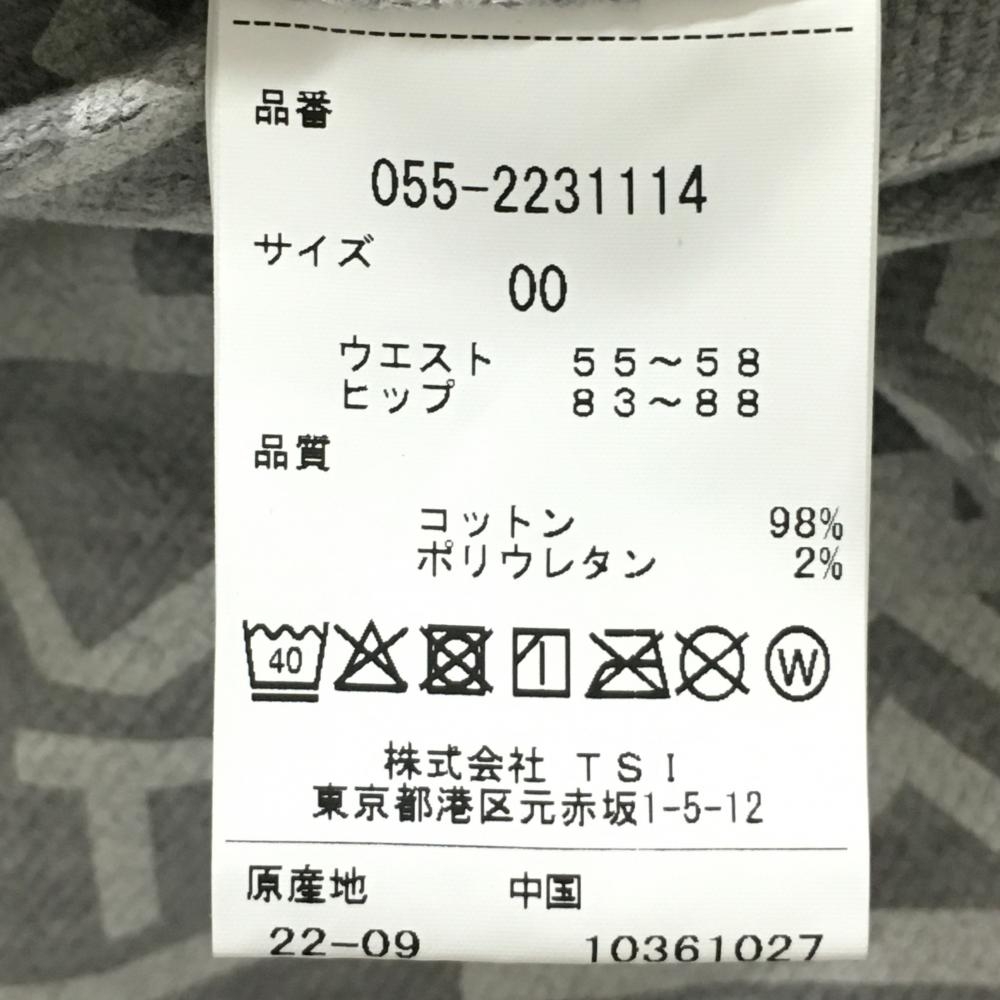 品番
055-2231114
サイズ
00
ウエスト 55〜58
ヒップ 83〜88
品質
コットン 98%
ポリウレタン 2%
40 W
株式会社 TSI
東京都港区元赤坂1-5-12
原産地 中国
22-09 10361027